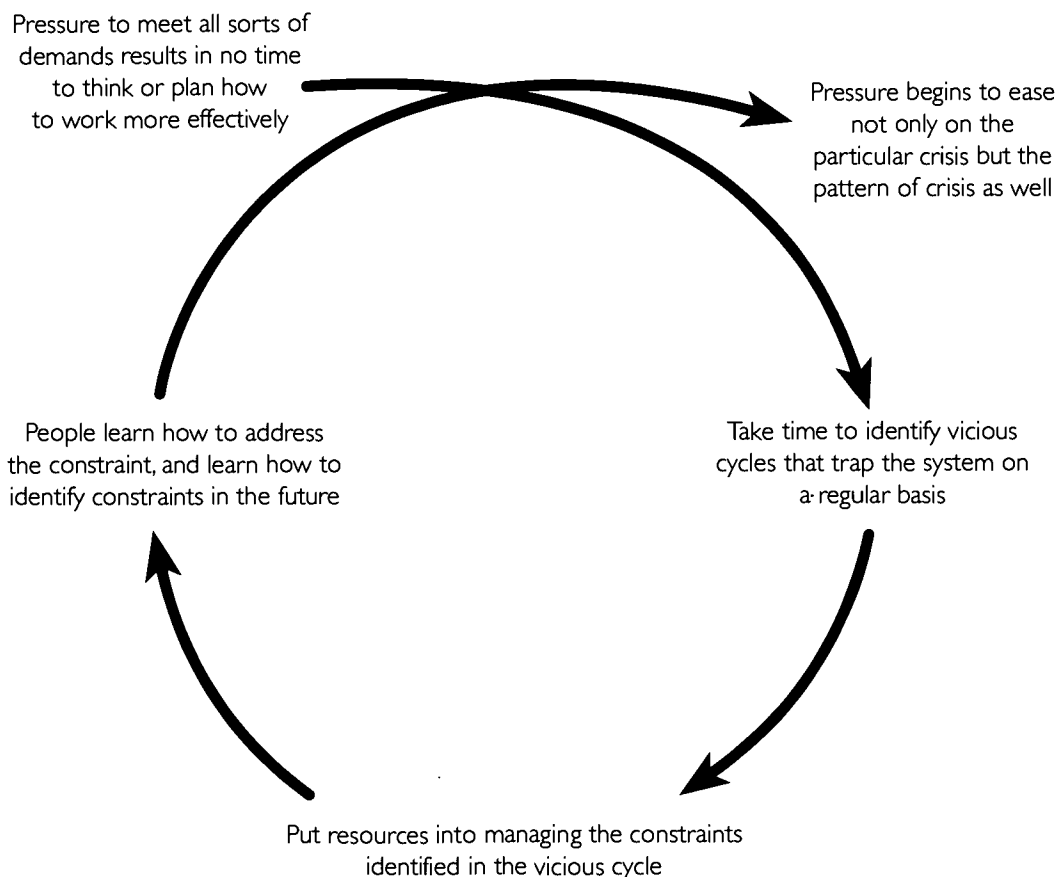 Pressure to meet all sorts of
demands results in no time
to think or plan how
to work more effectively
Pressure begins to ease
not only on the
particular crisis but the
pattern of crisis as well
Take time to identify vicious
cycles that trap the system on
a regular basis
Put resources into managing the constraints
identified in the vicious cycle
People learn how to address
the constraint, and learn how to
identify constraints in the future